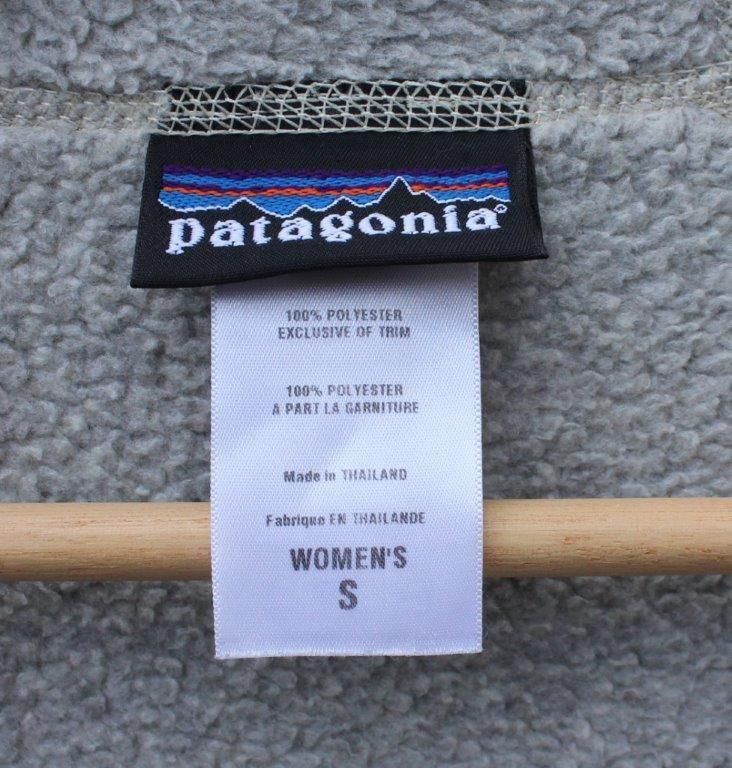 patagonia®
100% POLYESTER
EXCLUSIVE OF TRIM
100% POLYESTER
A PART LA GARNITURE
Made in THAILAND
Fabrique EN THAILANDE
WOMEN'S
S